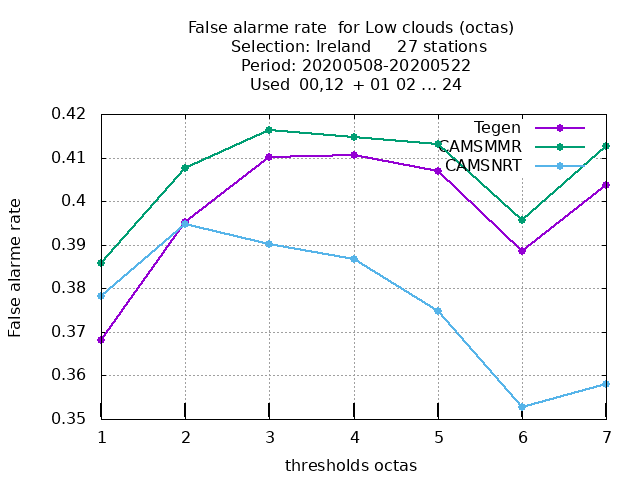 False alarme rate  for Low clouds (octas)
Selection: Ireland     27 stations
Period: 20200508-20200522
Used  00,12  + 01 02 ... 24
Tegen
CAMSMMR
CAMSNRT
False alarme rate
0.42
0.41
0.4
0.39
0.38
0.37
0.36
0.35
1 2 3 4 5 6 7
thresholds octas